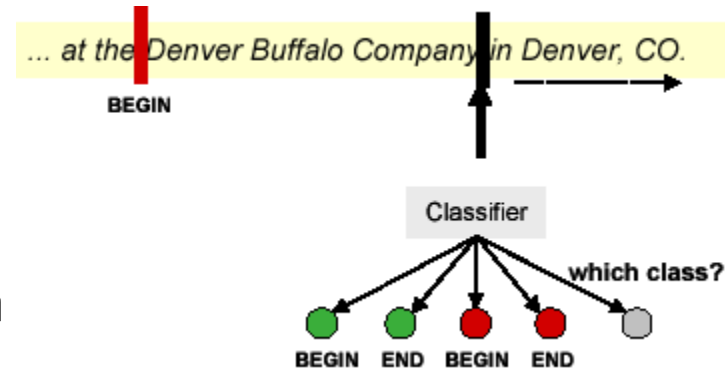 ... at the Denver Buffalo Company in Denver, CO.
BEGIN
Classifier
which class?
n
BEGIN END BEGIN END